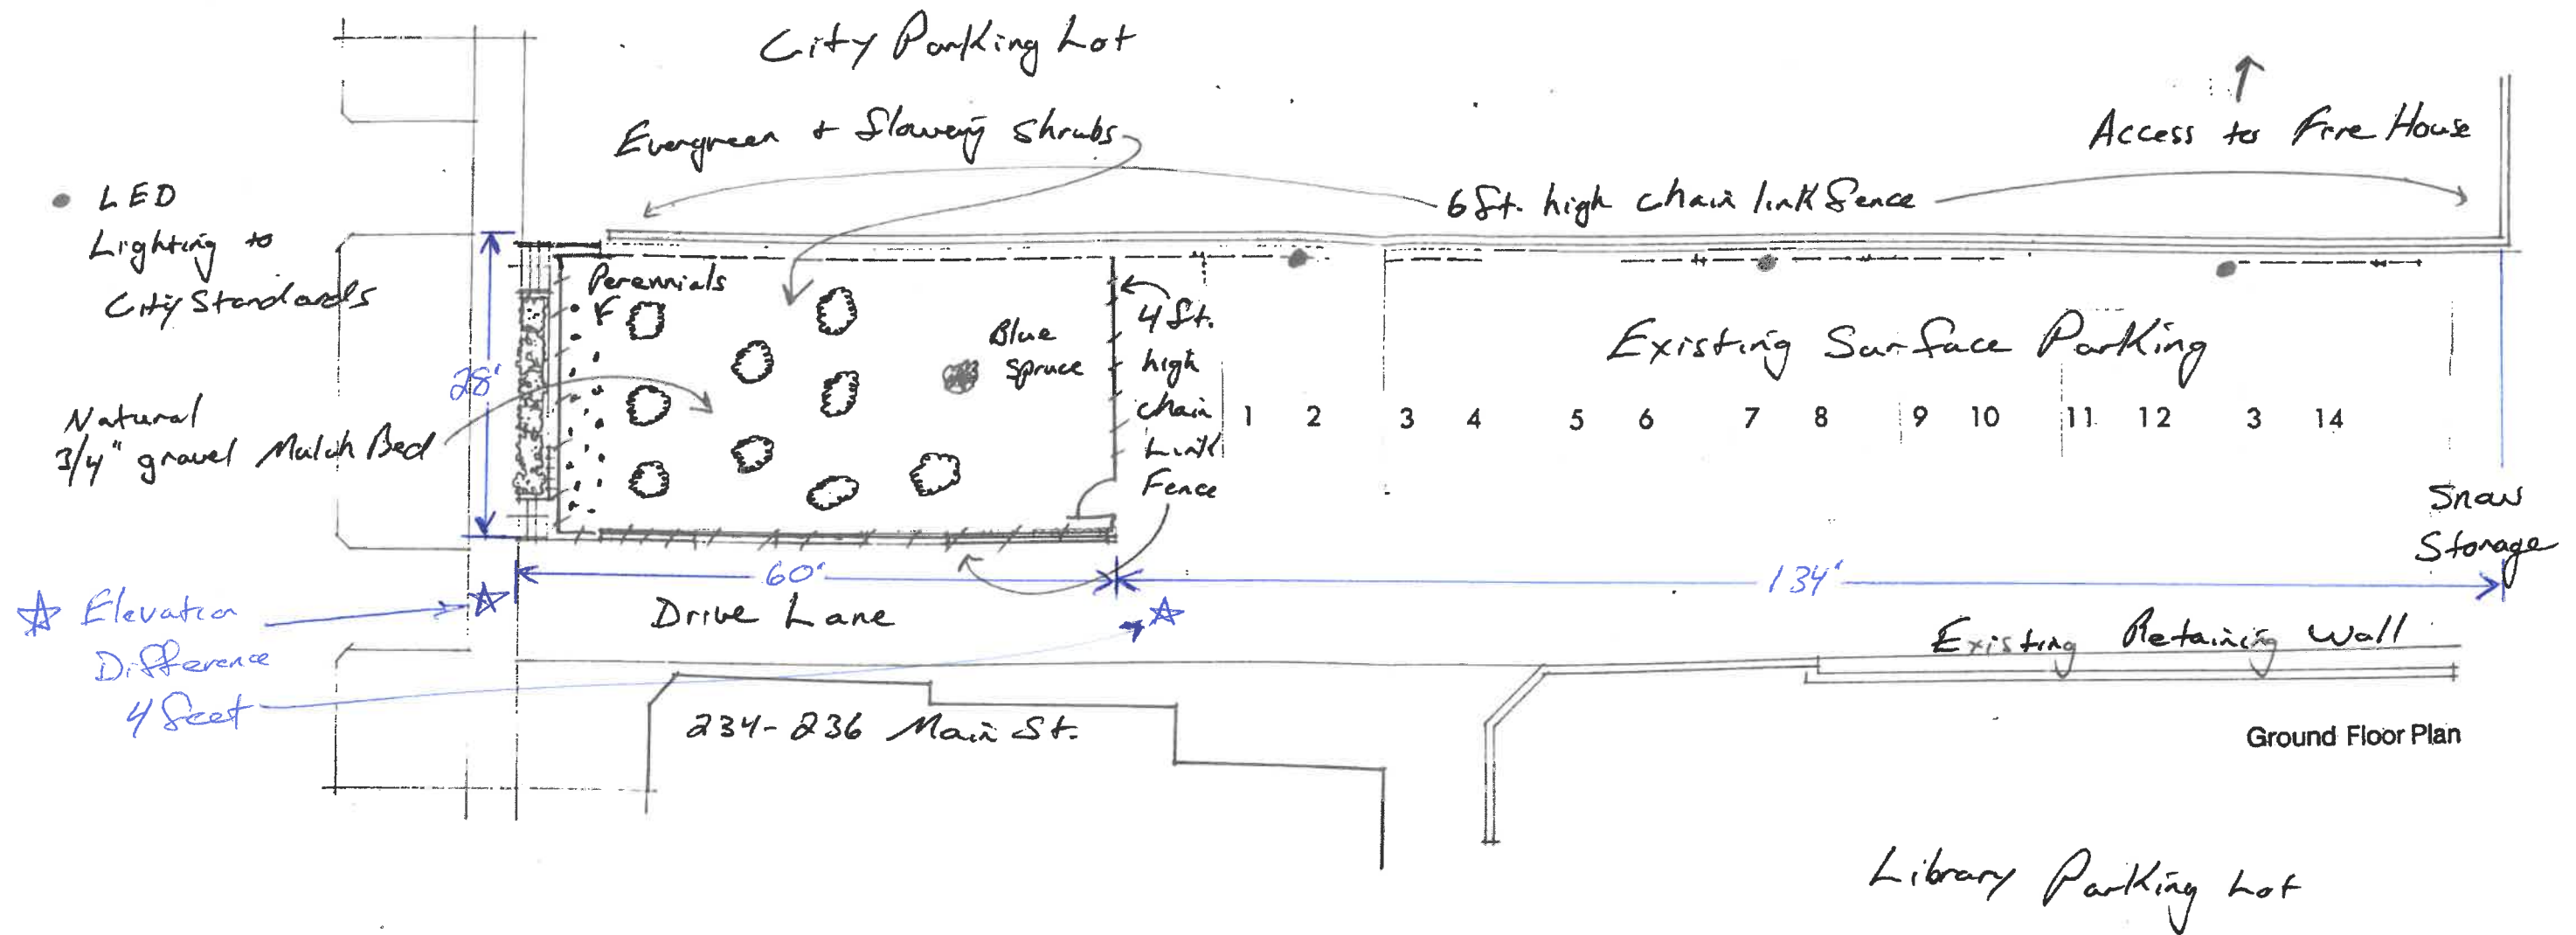 City Parking Lot
Evergreen + flowering Shrubs
Access to Fire House
LED
Lighting to
City Standards
6 ft. high chain link fence
Perennials
Blue
Spruce
4 ft.
high
chain
Link
Fence
Existing Surface Parking
28'
Natural
3/4" gravel Mulch Bed
1 2 3 4 5 6 7 8 9 10 11 12 3 14
Snow
Storage
60'
134'
Elevation
Difference
4 feet
Drive Lane
Existing Retaining Wall
234-236 Main St.
Ground Floor Plan
Library Parking Lot